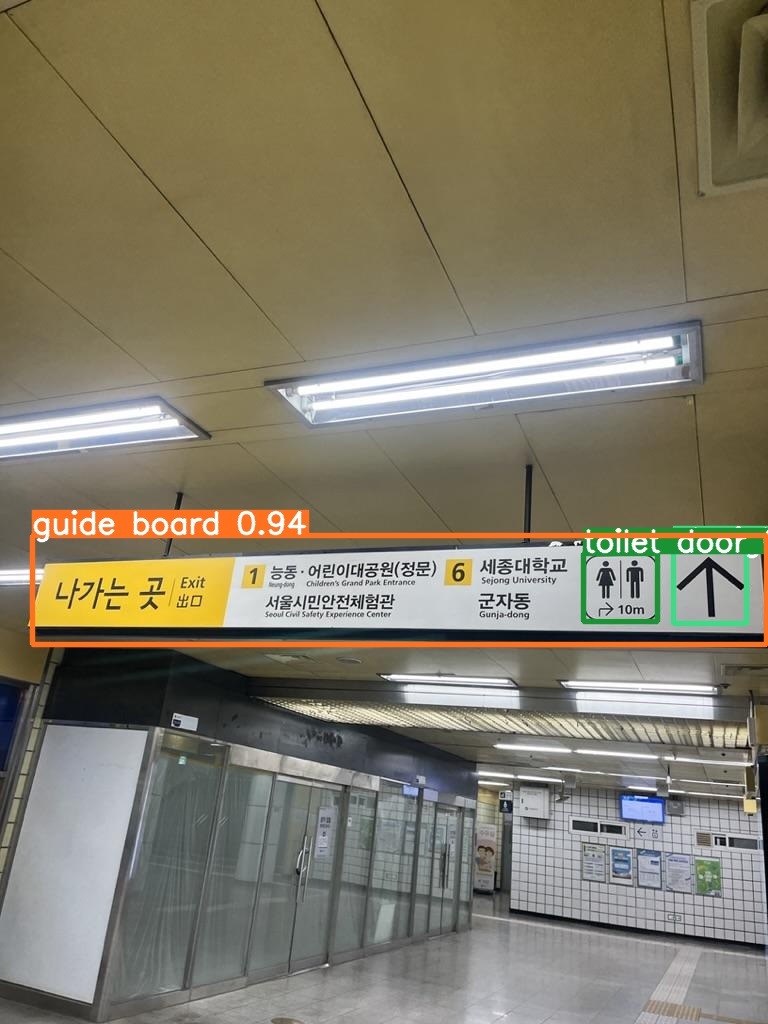 guide board 0.94
toilet door
나가는 곳
Exit
出口
1
능동·어린이대공원(정문)
Neung-dong Children's Grand Park Entrance
서울시민안전체험관
Seoul Civil Safety Experience Center
6
세종대학교
Sejong University
군자동
Gunja-dong
10m